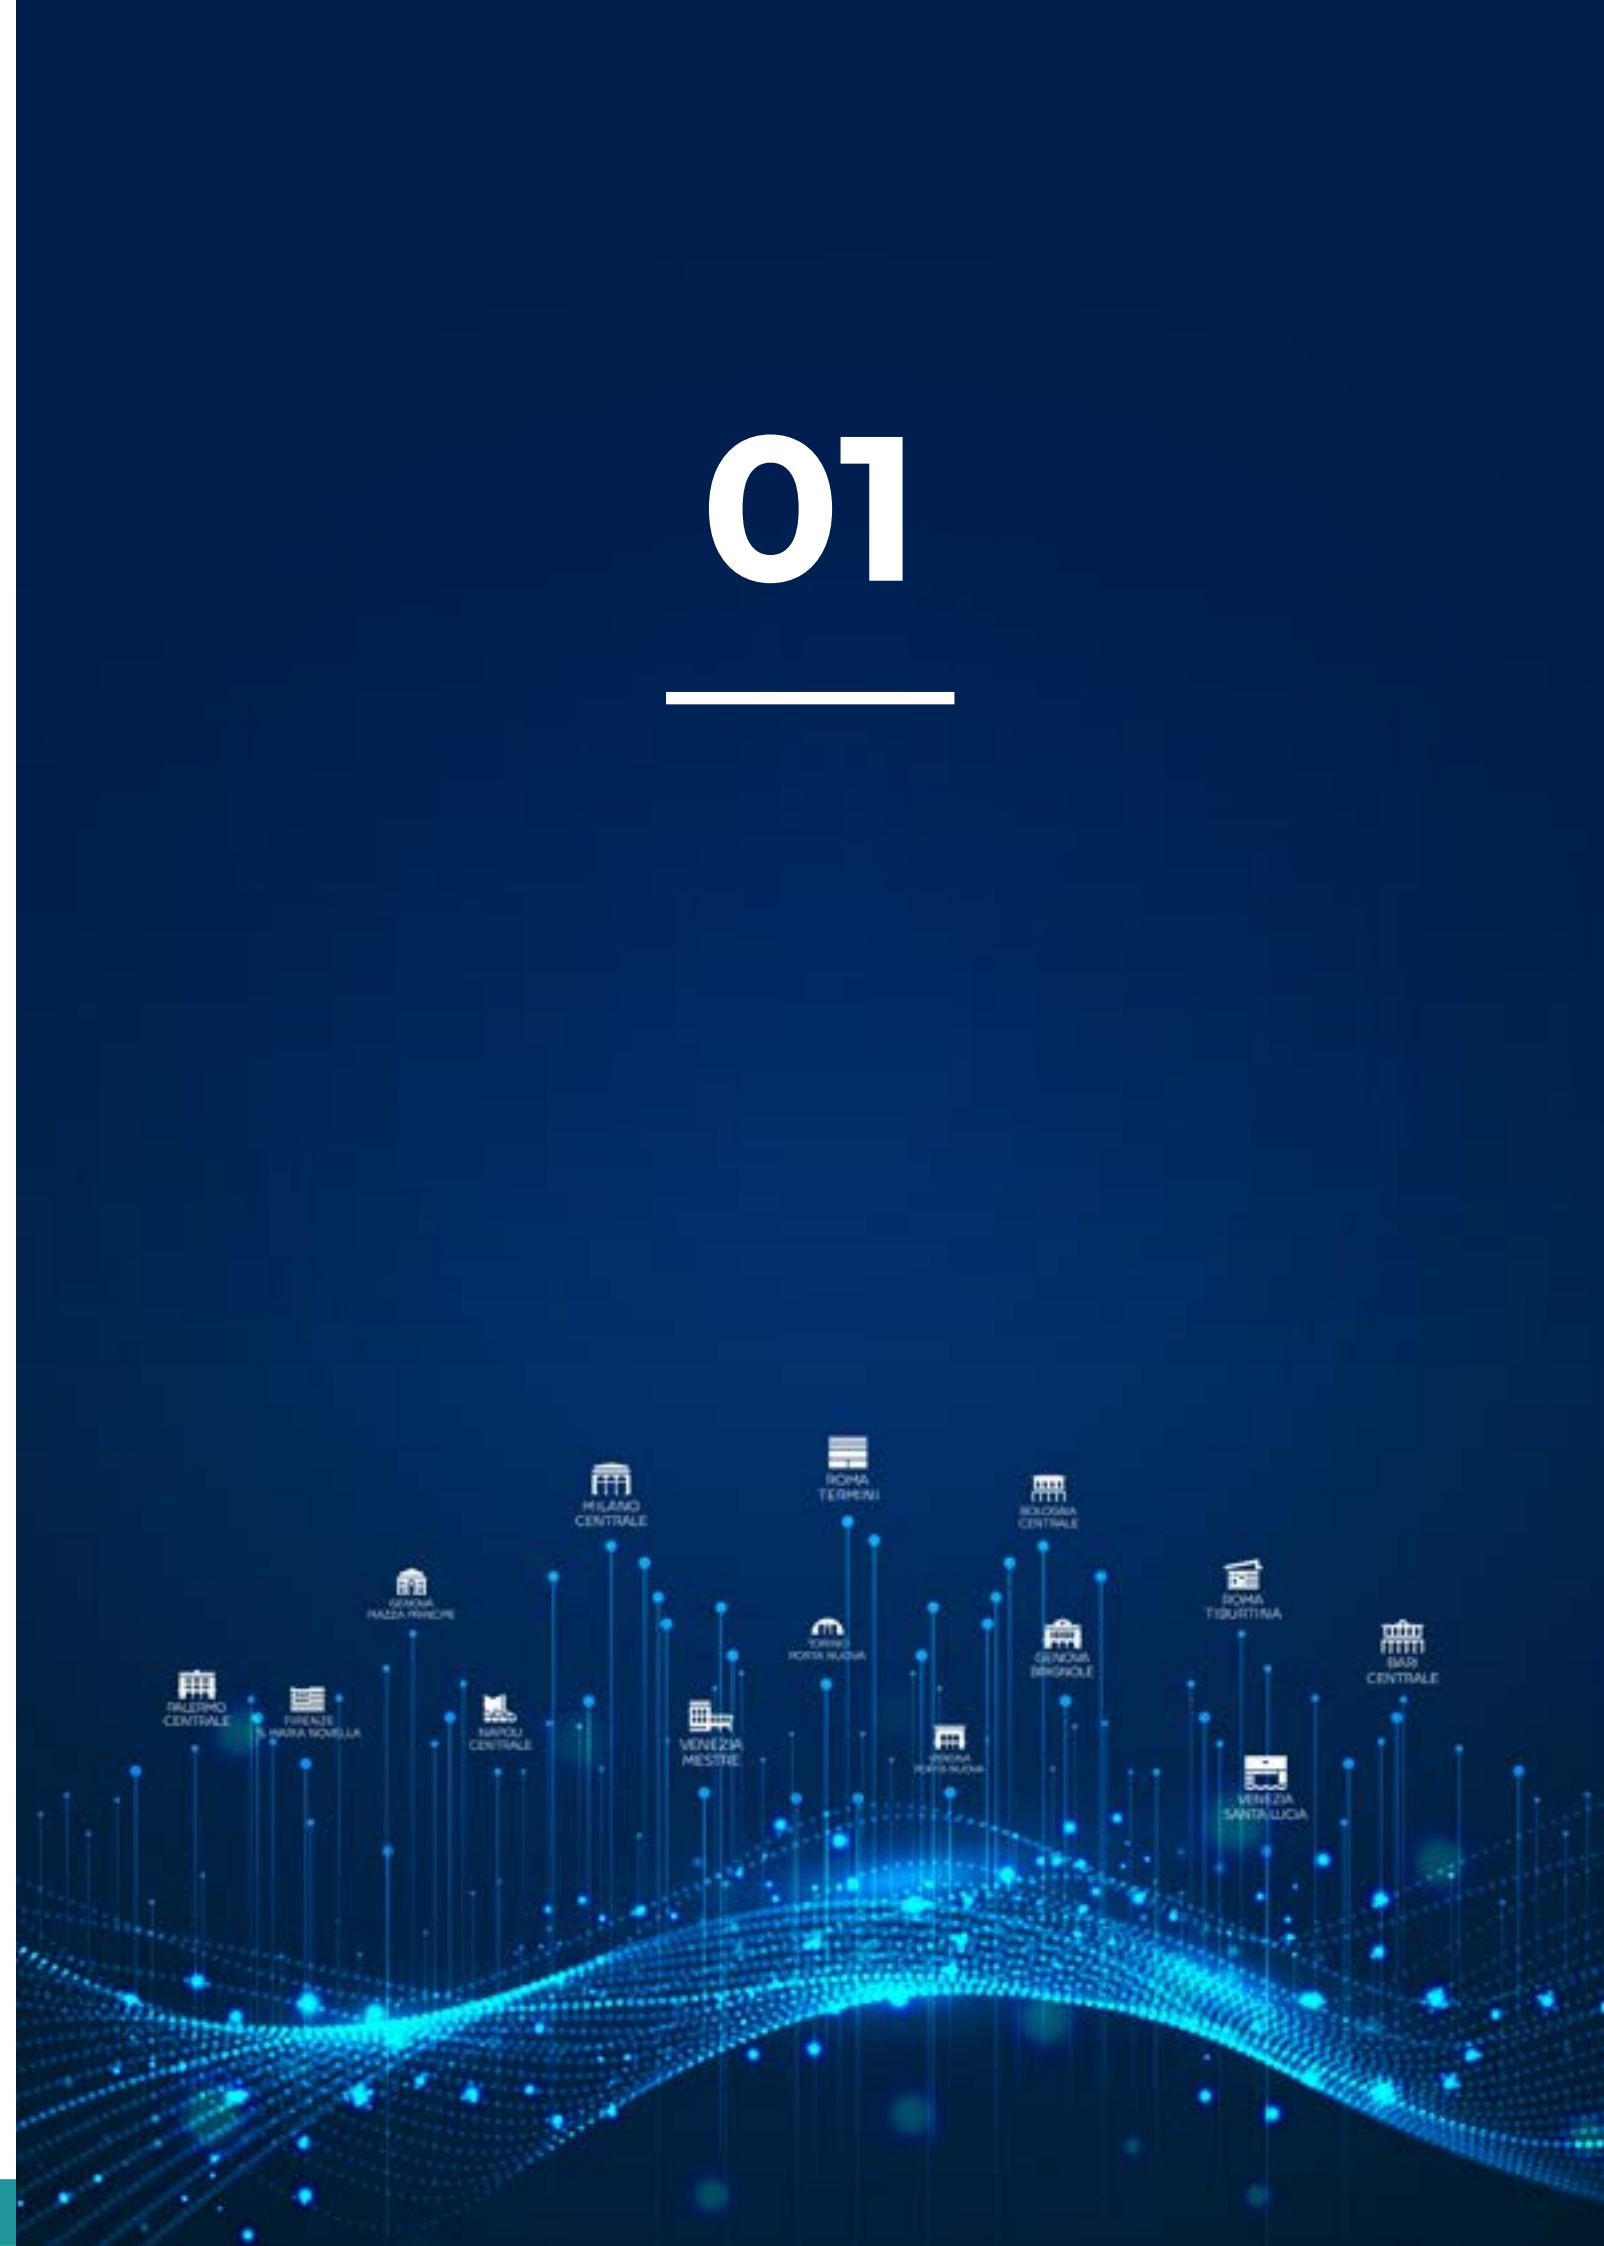 01
ROMA
TERMINI
MILANO
CENTRALE
BOLOGNA
CENTRALE
GENOVA
PIAZZA PRINCIPE
ROMA
TIBURTINA
TORINO
PORTA NUOVA
GENOVA
BRIGNOLE
BARI
CENTRALE
PALERMO
CENTRALE
FIRENZE
S. MARIA NOVELLA
NAPOLI
CENTRALE
VENEZIA
MESTRE
VERONA
PORTA NUOVA
VENEZIA
SANTA LUCIA